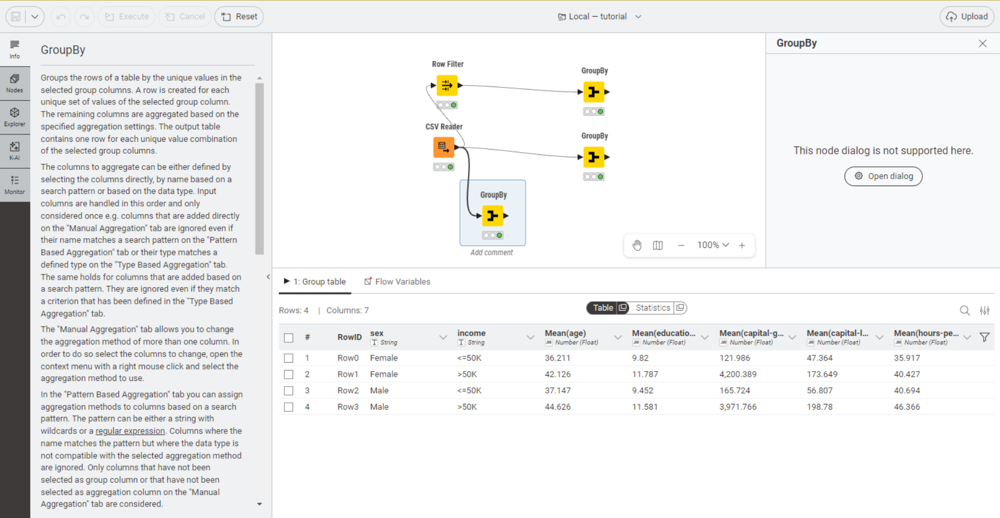 Execute
Cancel
Reset
Local — tutorial
Upload
Info
Nodes
Explorer
K-AI
Monitor
GroupBy
Groups the rows of a table by the unique values in the
selected group columns. A row is created for each
unique set of values of the selected group column.
The remaining columns are aggregated based on the
specified aggregation settings. The output table
contains one row for each unique value combination
of the selected group columns.
The columns to aggregate can be either defined by
selecting the columns directly, by name based on a
search pattern or based on the data type. Input
columns are handled in this order and only
considered once e.g. columns that are added directly
on the "Manual Aggregation" tab are ignored even if
their name matches a search pattern on the "Pattern
Based Aggregation" tab or their type matches a
defined type on the "Type Based Aggregation" tab.
The same holds for columns that are added based on
a search pattern. They are ignored even if they match
a criterion that has been defined in the "Type Based
Aggregation" tab.
The "Manual Aggregation" tab allows you to change
the aggregation method of more than one column. In
order to do so select the columns to change, open the
context menu with a right mouse click and select the
aggregation method to use.
In the "Pattern Based Aggregation" tab you can assign
aggregation methods to columns based on a search
pattern. The pattern can be either a string with
wildcards or a regular expression. Columns where the
name matches the pattern but where the data type is
not compatible with the selected aggregation method
are ignored. Only columns that have not been
selected as group column or that have not been
selected as aggregation column on the "Manual
Aggregation" tab are considered.
Row Filter
GroupBy
CSV Reader
GroupBy
GroupBy
Add comment
100%
GroupBy
This node dialog is not supported here.
Open dialog
1: Group table
Flow Variables
Rows: 4 | Columns: 7
Table
Statistics
# RowID sex income Mean(age) Mean(educatio... Mean(capital-g... Mean(capital-l... Mean(hours-pe...
T String T String .00 Number (Float) .00 Number (Float) .00 Number (Float) .00 Number (Float) .00 Number (Float)
1 Row0 Female <=50K 36.211 9.82 121.986 47.364 35.917
2 Row1 Female >50K 42.126 11.787 4,200.389 173.649 40.427
3 Row2 Male <=50K 37.147 9.452 165.724 56.807 40.694
4 Row3 Male >50K 44.626 11.581 3,971.766 198.78 46.366